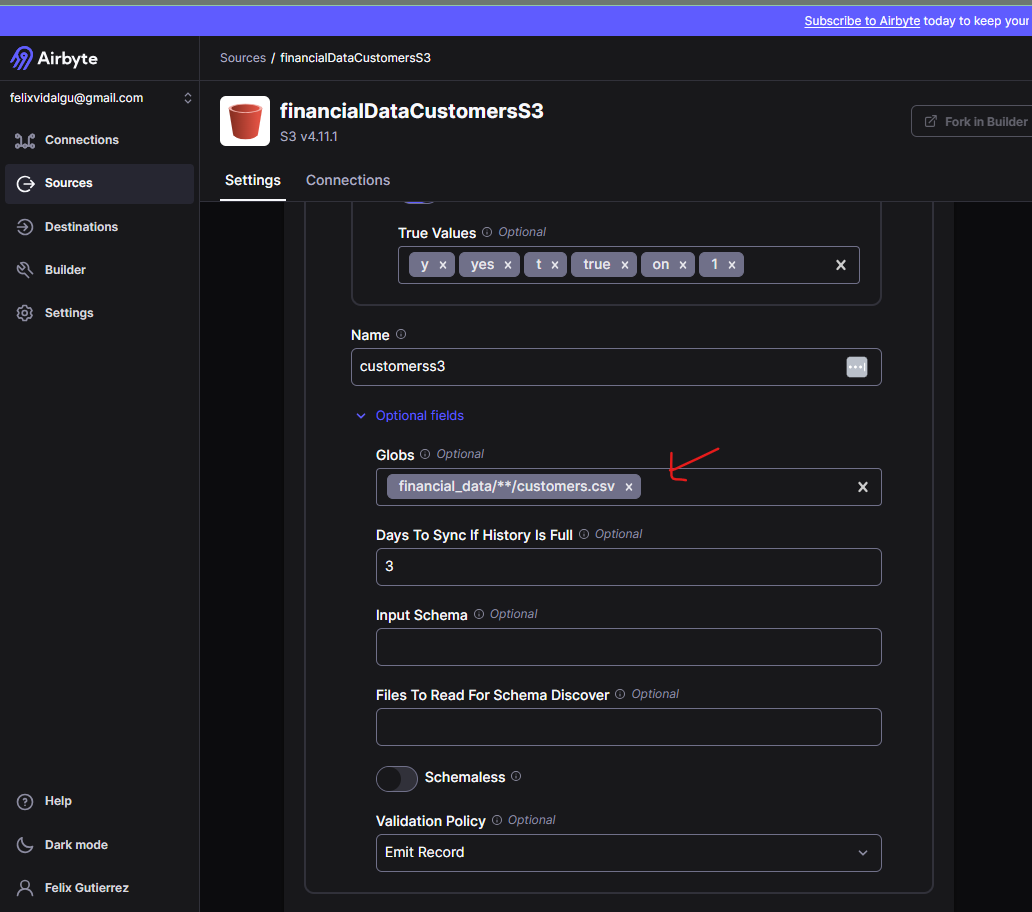 Subscribe to Airbyte today to keep your
Airbyte
Sources / financialDataCustomersS3
felixvidalgu@gmail.com
financialDataCustomersS3
S3 v4.11.1
Fork in Builder
Connections
Sources
Destinations
Builder
Settings
Settings
Connections
True Values Optional
y × yes × t × true × on × 1 ×
Name
customerss3
Optional fields
Globs Optional
financial_data/**/customers.csv ×
Days To Sync If History Is Full Optional
3
Input Schema Optional
Files To Read For Schema Discover Optional
Schemaless
Validation Policy Optional
Emit Record
Help
Dark mode
Felix Gutierrez